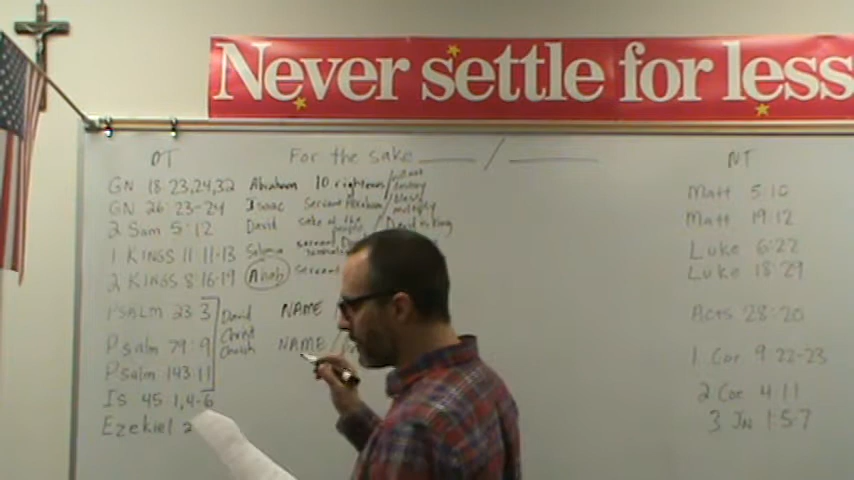 Never settle for less
OT For the sake / NT
GN 18:23,24,32 Abraham 10 righteous /
GN 26:23-24 Isaac Servant Abraham / bless multiply
2 Sam 5:12 David sake of the people / David is king
1 KINGS 11 11-13 Solomon servant
2 KINGS 8:16-19 Ahab servant
PSALM 23 3 David NAME
Psalm 79:9 Church NAME /
Psalm 143:11
Is 45 1,4-6
Ezekiel 2
Matt 5:10
Matt 19:12
Luke 6:22
Luke 18:29
Acts 28:20
1 Cor 9:22-23
2 Cor 4:11
3 JN 1:5-7